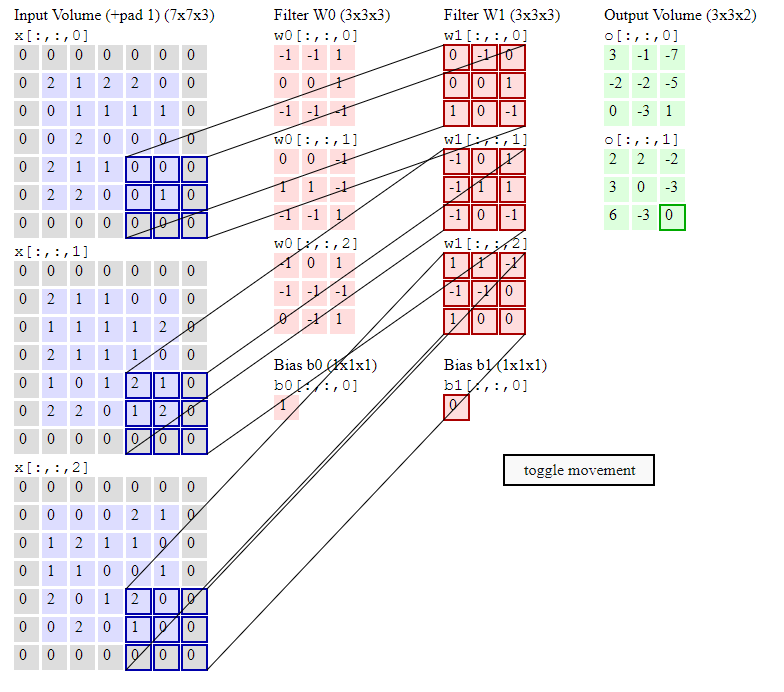 Input Volume (+pad 1) (7x7x3)
x[:,:,0]
0 0 0 0 0 0 0
0 2 1 2 2 0 0
0 0 1 1 1 1 0
0 0 2 0 0 0 0
0 2 1 1 0 0 0
0 2 2 0 0 1 0
0 0 0 0 0 0 0
x[:,:,1]
0 0 0 0 0 0 0
0 2 1 1 0 0 0
0 1 1 1 1 2 0
0 2 1 1 1 0 0
0 1 0 1 2 1 0
0 2 2 0 1 2 0
0 0 0 0 0 0 0
x[:,:,2]
0 0 0 0 0 0 0
0 0 0 0 2 1 0
0 1 2 1 1 0 0
0 1 1 0 0 1 0
0 2 0 1 2 0 0
0 0 2 0 1 0 0
0 0 0 0 0 0 0
Filter W0 (3x3x3)
w0[:,:,0]
-1 -1 1
0 0 1
-1 -1 -1
w0[:,:,1]
0 0 -1
1 1 -1
-1 -1 1
w0[:,:,2]
-1 0 1
-1 -1 -1
0 -1 1
Bias b0 (1x1x1)
b0[:,:,0]
1
Filter W1 (3x3x3)
w1[:,:,0]
0 -1 0
0 0 1
1 0 -1
w1[:,:,1]
-1 0 1
-1 1 1
-1 0 -1
w1[:,:,2]
1 1 -1
-1 -1 0
1 0 0
Bias b1 (1x1x1)
b1[:,:,0]
0
Output Volume (3x3x2)
o[:,:,0]
3 -1 -7
-2 -2 -5
0 -3 1
o[:,:,1]
2 2 -2
3 0 -3
6 -3 0
toggle movement